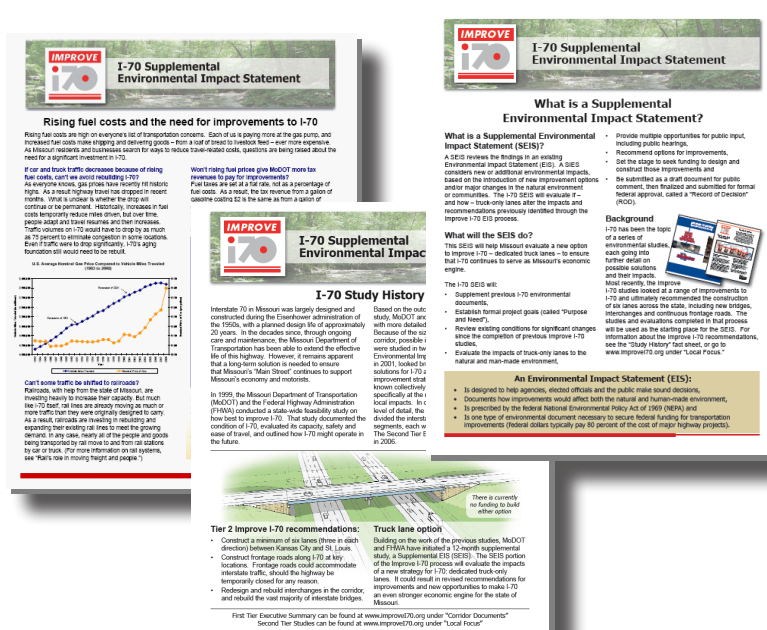 IMPROVE
i70
I-70 Supplemental
Environmental Impact Statement
Rising fuel costs and the need for improvements to I-70
Rising fuel costs are high on everyone's list of transportation concerns. Each of us is paying more at the gas pump, and
increased fuel costs make shipping and delivering goods – from a loaf of bread to livestock feed – ever more expensive.
As Missouri residents and businesses search for ways to reduce travel-related costs, questions are being raised about the
need for a significant investment in I-70.
If car and truck traffic decreases because of rising
fuel costs, can't we avoid rebuilding I-70?
As everyone knows, gas prices have recently hit historic
highs. As a result highway travel has dropped in recent
months. What is unclear is whether the drop will
continue or be permanent. Historically, increases in fuel
costs temporarily reduce miles driven, but over time,
people adapt and travel resumes and then increases.
Traffic volumes on I-70 would have to drop by as much
as 75 percent to eliminate congestion in some locations.
Even if traffic were to drop significantly, I-70's aging
foundation still would need to be rebuilt.
U.S. Average Nominal Gas Price Compared to Vehicle Miles Traveled
Can't some traffic be shifted to railroads?
Railroads, with help from the state of Missouri, are
investing heavily to increase their capacity. But much
like I-70 itself, rail lines are already moving as much or
more traffic than they were originally designed to carry.
As a result, railroads are investing in rebuilding and
expanding their existing rail lines to meet the growing
demand. In any case, nearly all of the people and goods
being transported by rail move to and from rail stations
by car or truck. (For more information on rail systems,
see "Rail's role in moving freight and people.")
Won't rising fuel prices give MoDOT more tax
revenues to pay for improvements?
Fuel taxes are set at a flat rate, not as a percentage of
fuel costs. As a result, the tax revenue from a gallon of
gasoline costing $2 is the same as from a gallon of
IMPROVE
i70
I-70 Supplemental
Environmental Impac
I-70 Study History
Interstate 70 in Missouri was largely designed and
constructed during the Eisenhower administration of
the 1950s, with a planned design life of approximately
20 years. In the decades since, through ongoing
care and maintenance, the Missouri Department of
Transportation has been able to extend the effective
life of this highway. However, it remains apparent
that a long-term solution is needed to ensure
that Missouri's "Main Street" continues to support
Missouri's economy and motorists.
In 1999, the Missouri Department of Transportation
(MoDOT) and the Federal Highway Administration
(FHWA) conducted a state-wide feasibility study on
how best to improve I-70. That study documented the
condition of I-70, evaluated its capacity, safety and
ease of travel, and outlined how I-70 might operate in
the future.
Based on the outc
study, MoDOT and
with more detailed
Because of the siz
corridor, possible i
were studied in tw
Environmental Imp
in 2001, looked br
solutions for I-70 a
improvement strat
known collectively
specifically at the
local impacts. In o
level of detail, the
divided the intersta
segments, each w
The Second Tier E
in 2006.
There is currently
no funding to build
either option
Tier 2 Improve I-70 recommendations:
• Construct a minimum of six lanes (three in each
direction) between Kansas City and St. Louis.
• Construct frontage roads along I-70 at key
locations. Frontage roads could accommodate
interstate traffic, should the highway be
temporarily closed for any reason.
• Redesign and rebuild interchanges in the corridor,
and rebuild the vast majority of interstate bridges.
Truck lane option
Building on the work of the previous studies, MoDOT
and FHWA have initiated a 12-month supplemental
study, a Supplemental EIS (SEIS). The SEIS portion
of the Improve I-70 process will evaluate the impacts
of a new strategy for I-70: dedicated truck-only
lanes. It could result in revised recommendations for
improvements and new opportunities to make I-70
an even stronger economic engine for the state of
Missouri.
First Tier Executive Summary can be found at www.improveI70.org under "Corridor Documents"
Second Tier Studies can be found at www.improveI70.org under "Local Focus"
IMPROVE
i70
I-70 Supplemental
Environmental Impact Statement
What is a Supplemental
Environmental Impact Statement?
What is a Supplemental Environmental
Impact Statement (SEIS)?
A SEIS reviews the findings in an existing
Environmental Impact Statement (EIS). A SIES
considers new or additional environmental impacts,
based on the introduction of new improvement options
and/or major changes in the natural environment
or communities. The I-70 SEIS will evaluate if –
and how – truck-only lanes alter the impacts and
recommendations previously identified through the
Improve I-70 EIS process.
What will the SEIS do?
This SEIS will help Missouri evaluate a new option
to improve I-70 – dedicated truck lanes – to ensure
that I-70 continues to serve as Missouri's economic
engine.
The I-70 SEIS will:
• Supplement previous I-70 environmental
documents,
• Establish formal project goals (called "Purpose
and Need"),
• Review existing conditions for significant changes
since the completion of previous Improve I-70
studies,
• Evaluate the impacts of truck-only lanes to the
natural and man-made environment,
• Provide multiple opportunities for public input,
including public hearings,
• Recommend options for improvements,
• Set the stage to seek funding to design and
construct those improvements and
• Be submitted as a draft document for public
comment, then finalized and submitted for formal
federal approval, called a "Record of Decision"
(ROD).
Background
I-70 has been the topic
of a series of
environmental studies,
each going into
further detail on
possible solutions
and their impacts.
Most recently, the Improve
I-70 studies looked at a range of improvements to
I-70 and ultimately recommended the construction
of six lanes across the state, including new bridges,
interchanges and continuous frontage roads. The
studies and evaluations completed in that process
will be used as the starting place for the SEIS. For
information about the Improve I-70 recommendations,
see the "Study History" fact sheet, or go to
www.improveI70.org under "Local Focus."
An Environmental Impact Statement (EIS):
• Is designed to help agencies, elected officials and the public make sound decisions,
• Documents how improvements would affect both the natural and human-made environment,
• Is prescribed by the federal National Environmental Policy Act of 1969 (NEPA) and
• Is one type of environmental document necessary to secure federal funding for transportation
improvements (federal dollars typically pay 80 percent of the cost of major highway projects).